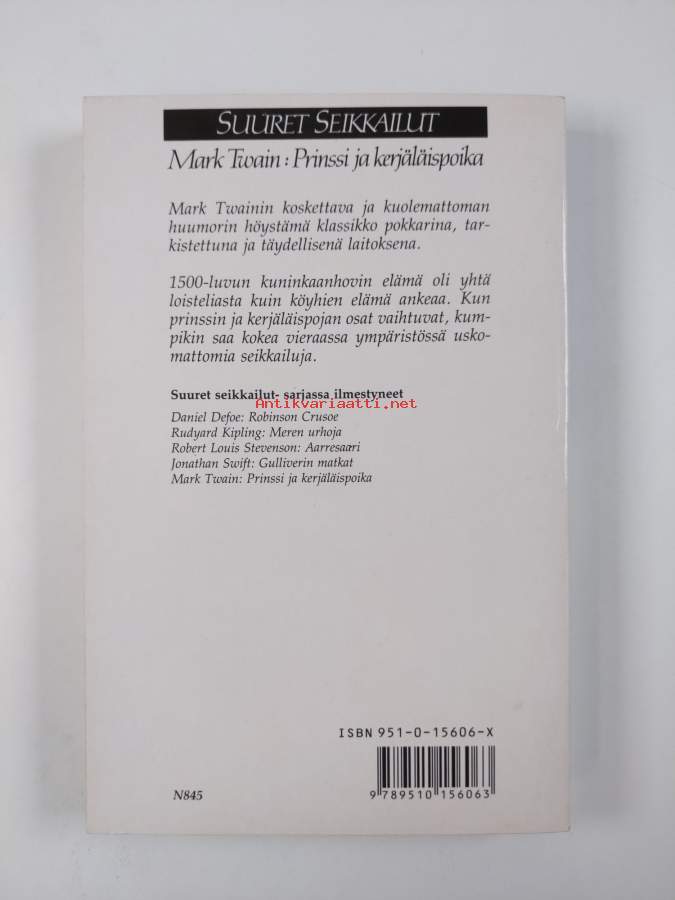 SUURET SEIKKAILUT
Mark Twain: Prinssi ja kerjäläispoika
Mark Twainin koskettava ja kuolemattoman
huumorin höystämä klassikko pokkarina, tar-
kistettuna ja täydellisenä laitoksena.
1500-luvun kuninkaanhovin elämä oli yhtä
loisteliasta kuin köyhien elämä ankeaa. Kun
prinssin ja kerjäläispojan osat vaihtuvat, kum-
pikin saa kokea vieraassa ympäristössä usko-
mattomia seikkailuja.
Suuret seikkailut- sarjassa ilmestyneet
Antikvariaatti.net
Daniel Defoe: Robinson Crusoe
Rudyard Kipling: Meren urhoja
Robert Louis Stevenson: Aarresaari
Jonathan Swift: Gulliverin matkat
Mark Twain: Prinssi ja kerjäläispoika
ISBN 951-0-15606-X
9 789510 156063
N845